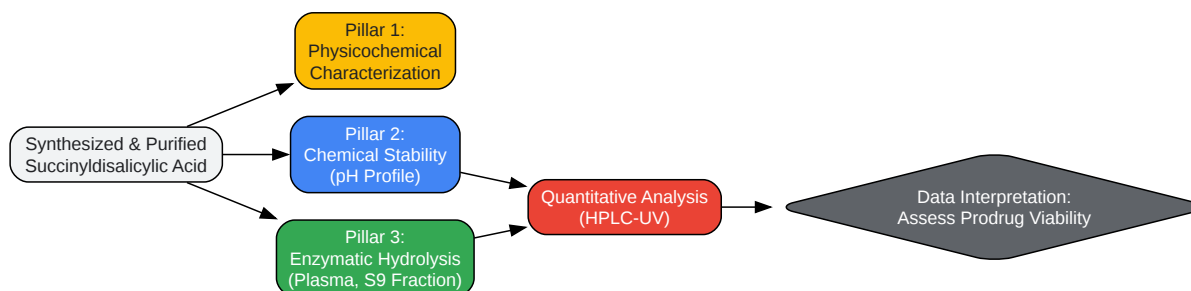 Pillar 1:
Physicochemical
Characterization
Synthesized & Purified
Succinyldisalicylic Acid
Pillar 2:
Chemical Stability
(pH Profile)
Pillar 3:
Enzymatic Hydrolysis
(Plasma, S9 Fraction)
Quantitative Analysis
(HPLC-UV)
Data Interpretation:
Assess Prodrug Viability